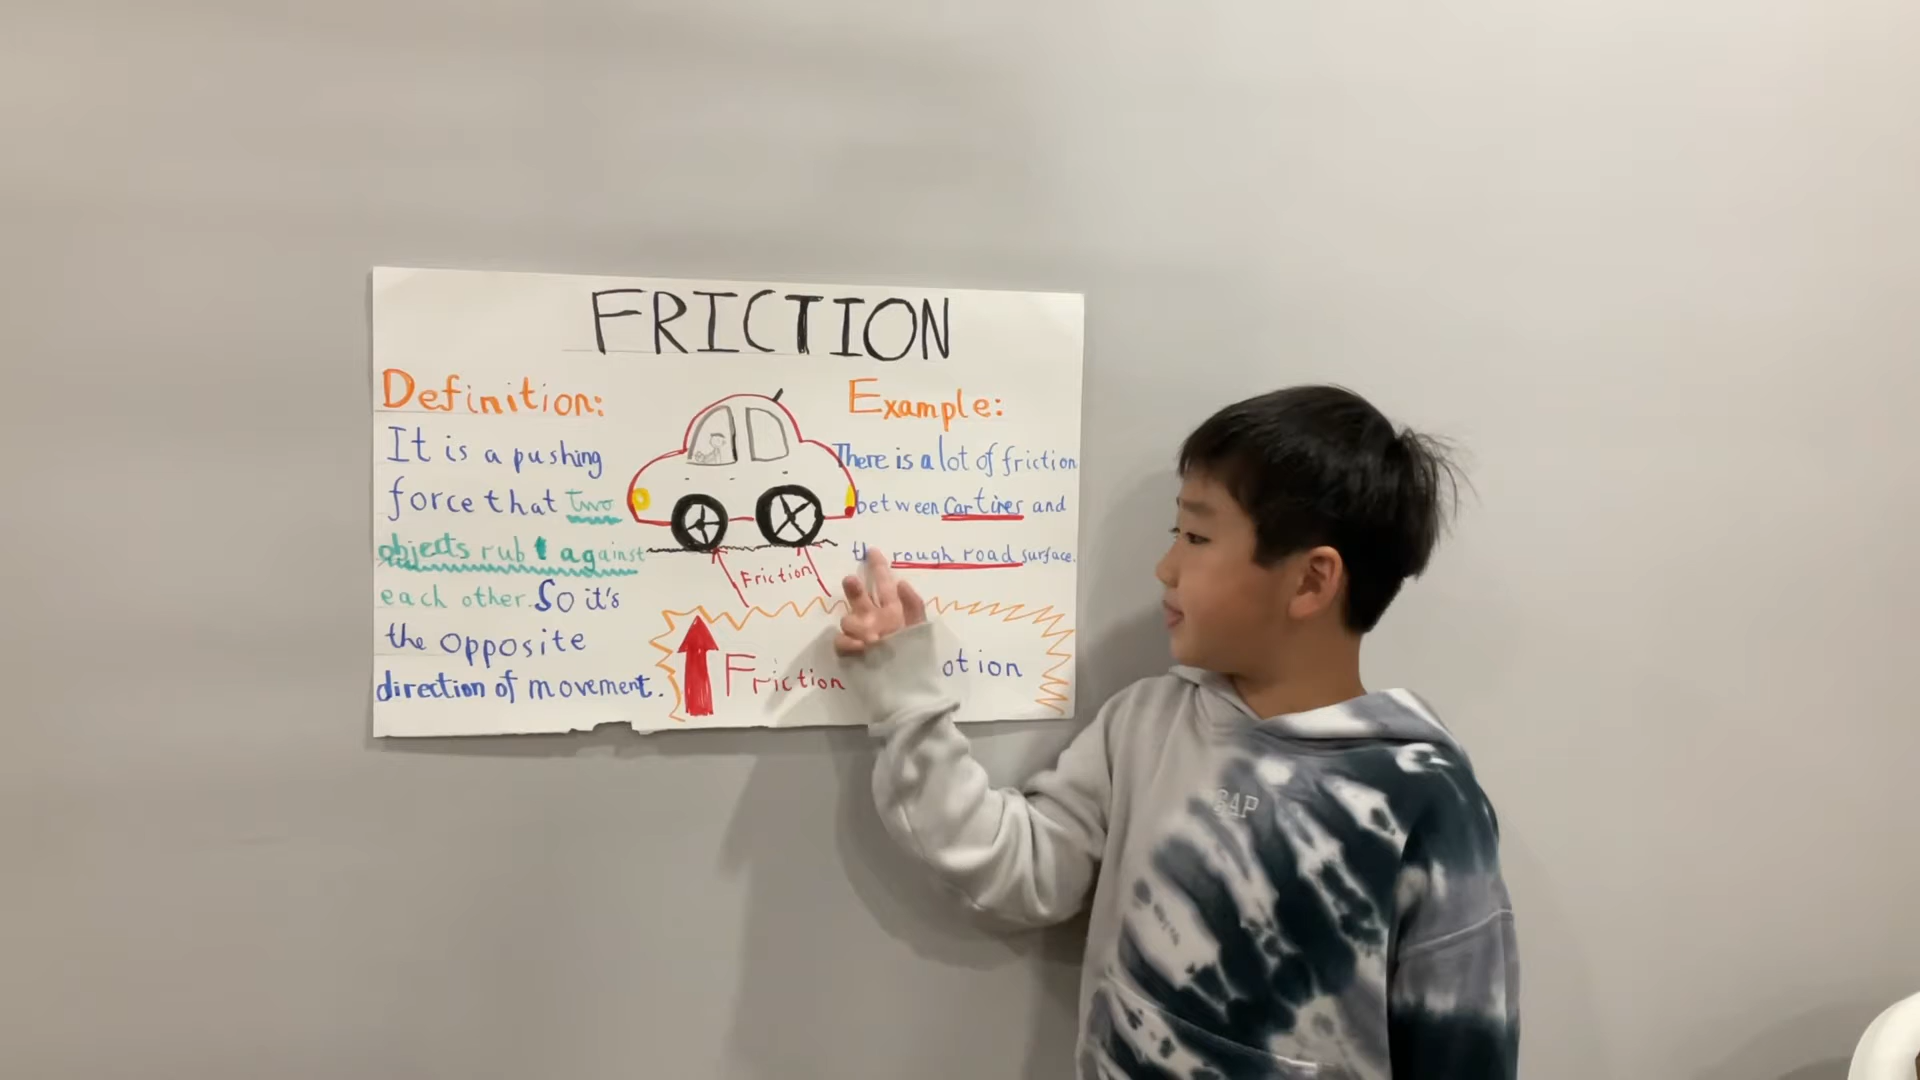 FRICTION
Definition:
It is a pushing
force that two
objects rub against
each other. So it's
the opposite
direction of movement.
Friction
Example:
There is a lot of friction
between car tires and
rough road surface.
Friction
GAP